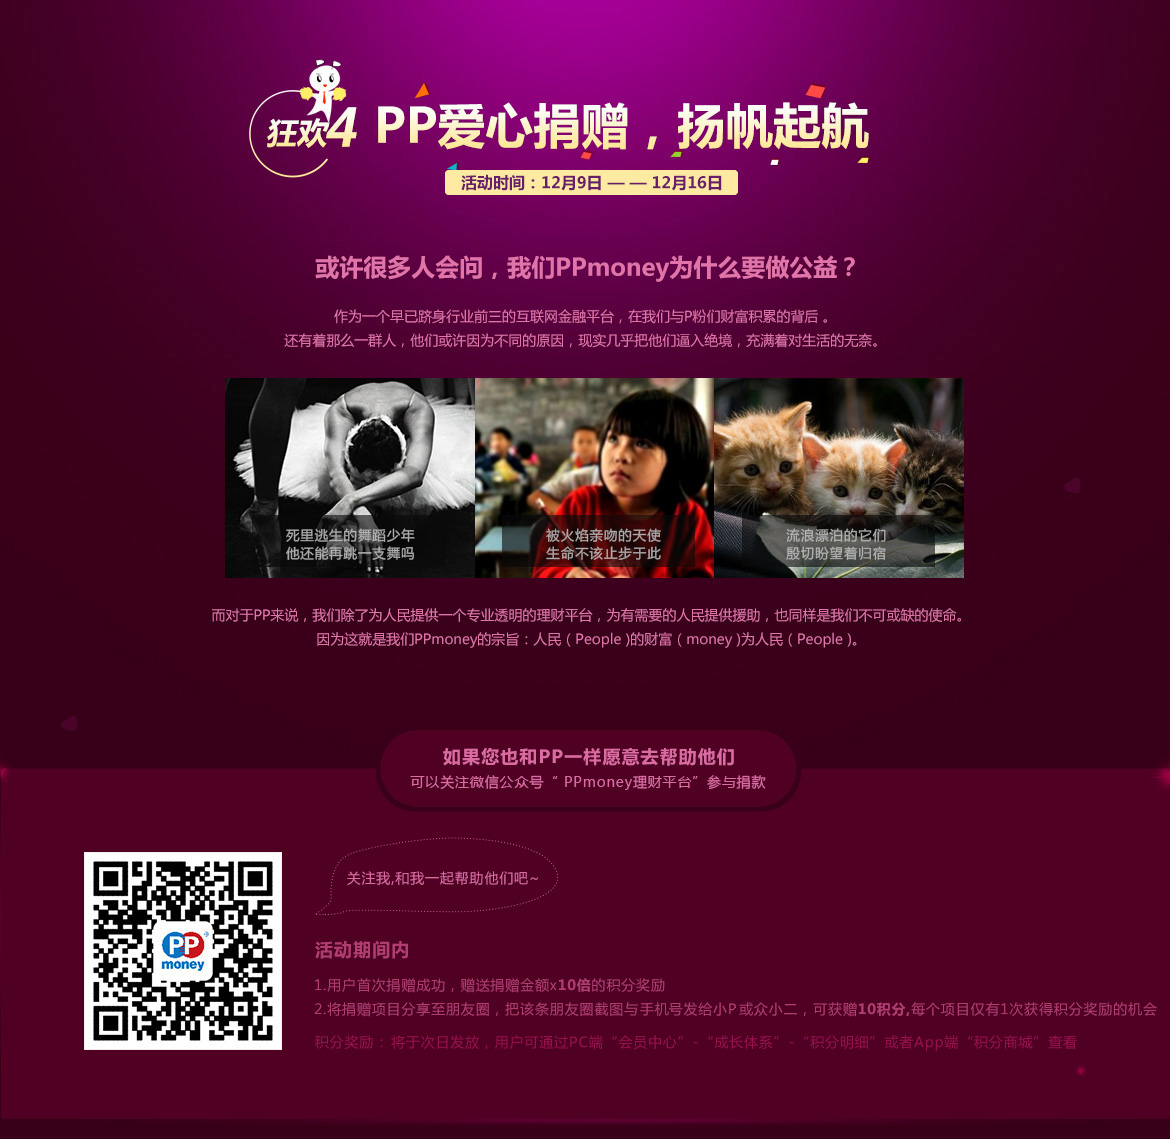 狂欢4
PP爱心捐赠，扬帆起航
活动时间：12月9日 — — 12月16日
或许很多人会问，我们PPmoney为什么要做公益？
作为一个早已跻身行业前三的互联网金融平台，在我们与P粉们财富积累的背后 。
还有着那么一群人，他们或许因为不同的原因，现实几乎把他们逼入绝境，充满着对生活的无奈。
死里逃生的舞蹈少年
他还能再跳一支舞吗
被火焰亲吻的天使
生命不该止步于此
流浪漂泊的它们
殷切盼望着归宿
而对于PP来说，我们除了为人民提供一个专业透明的理财平台，为有需要的人民提供援助，也同样是我们不可或缺的使命。
因为这就是我们PPmoney的宗旨：人民 ( People )的财富 ( money )为人民 ( People )。
如果您也和PP一样愿意去帮助他们
可以关注微信公众号“ PPmoney理财平台”参与捐款
关注我,和我一起帮助他们吧~
PP
money
活动期间内
1.用户首次捐赠成功，赠送捐赠金额x10倍的积分奖励
2.将捐赠项目分享至朋友圈，把该条朋友圈截图与手机号发给小P或众小二，可获赠10积分,每个项目仅有1次获得积分奖励的机会
积分奖励：将于次日发放，用户可通过PC端“会员中心”-“成长体系”-“积分明细”或者App端“积分商城”查看